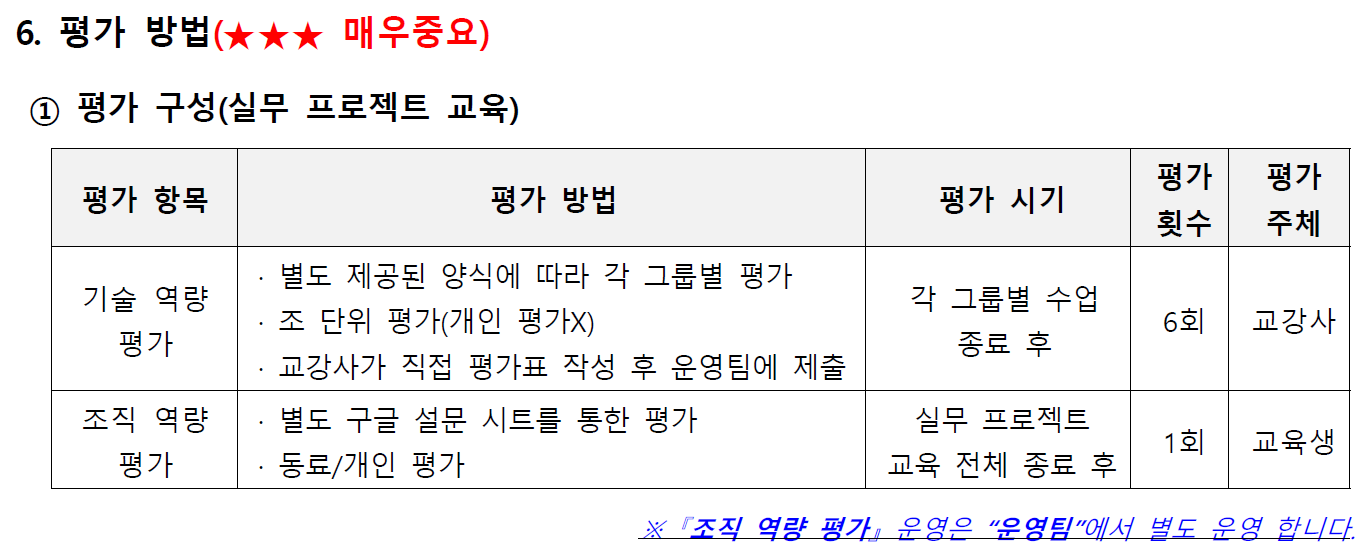 6. 평가 방법(★★★ 매우중요)
① 평가 구성(실무 프로젝트 교육)
평가 항목
평가 방법
평가 시기
평가
횟수
평가
주체
기술 역량
평가
· 별도 제공된 양식에 따라 각 그룹별 평가
· 조 단위 평가(개인 평가X)
· 교강사가 직접 평가표 작성 후 운영팀에 제출
각 그룹별 수업
종료 후
6회
교강사
조직 역량
평가
· 별도 구글 설문 시트를 통한 평가
· 동료/개인 평가
실무 프로젝트
교육 전체 종료 후
1회
교육생
※『조직 역량 평가』운영은 “운영팀”에서 별도 운영 합니다.